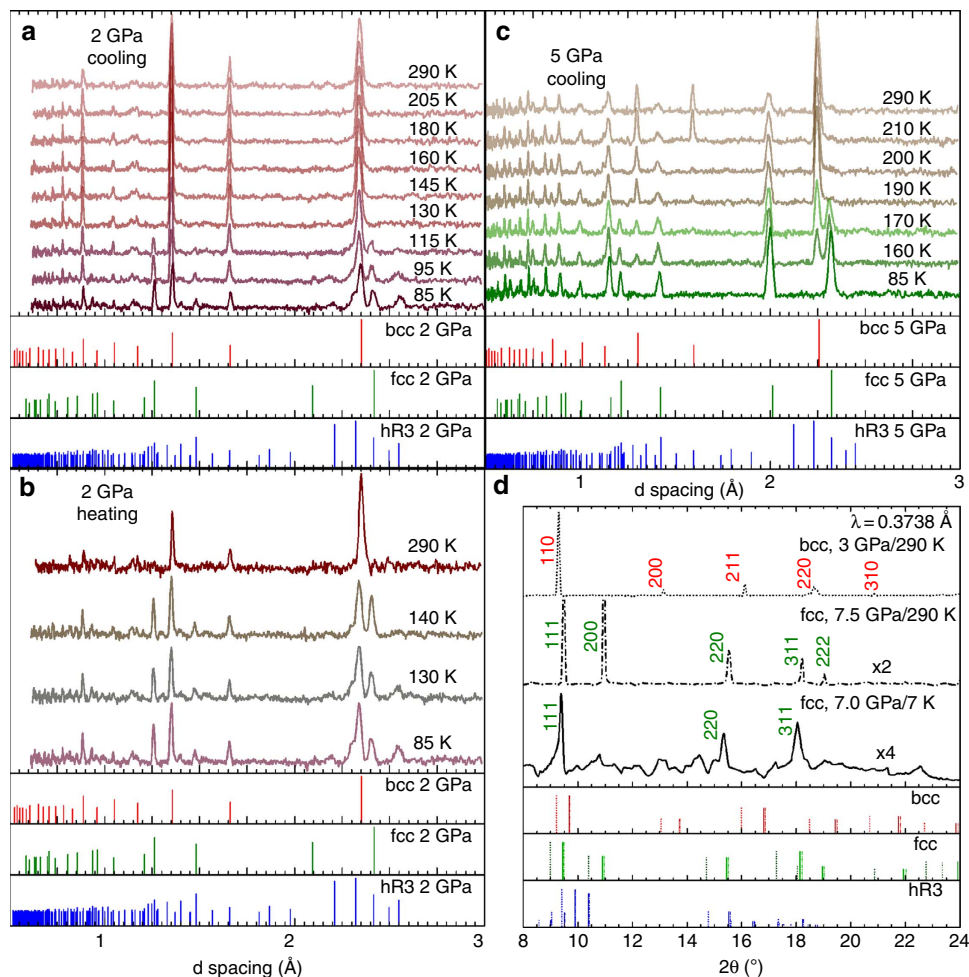 a
2 GPa
cooling
290 K
205 K
180 K
160 K
145 K
130 K
115 K
95 K
85 K
bcc 2 GPa
fcc 2 GPa
hR3 2 GPa
c
5 GPa
cooling
290 K
210 K
200 K
190 K
170 K
160 K
85 K
bcc 5 GPa
fcc 5 GPa
hR3 5 GPa
1
2
3
d spacing (Å)
b
2 GPa
heating
290 K
140 K
130 K
85 K
bcc 2 GPa
fcc 2 GPa
hR3 2 GPa
1
2
3
d spacing (Å)
d
λ = 0.3738 Å
bcc, 3 GPa/290 K
110
200
211
220
310
fcc, 7.5 GPa/290 K
111
200
220
311
222
x2
fcc, 7.0 GPa/7 K
111
220
311
x4
bcc
fcc
hR3
8 10 12 14 16 18 20 22 24
2θ (°)